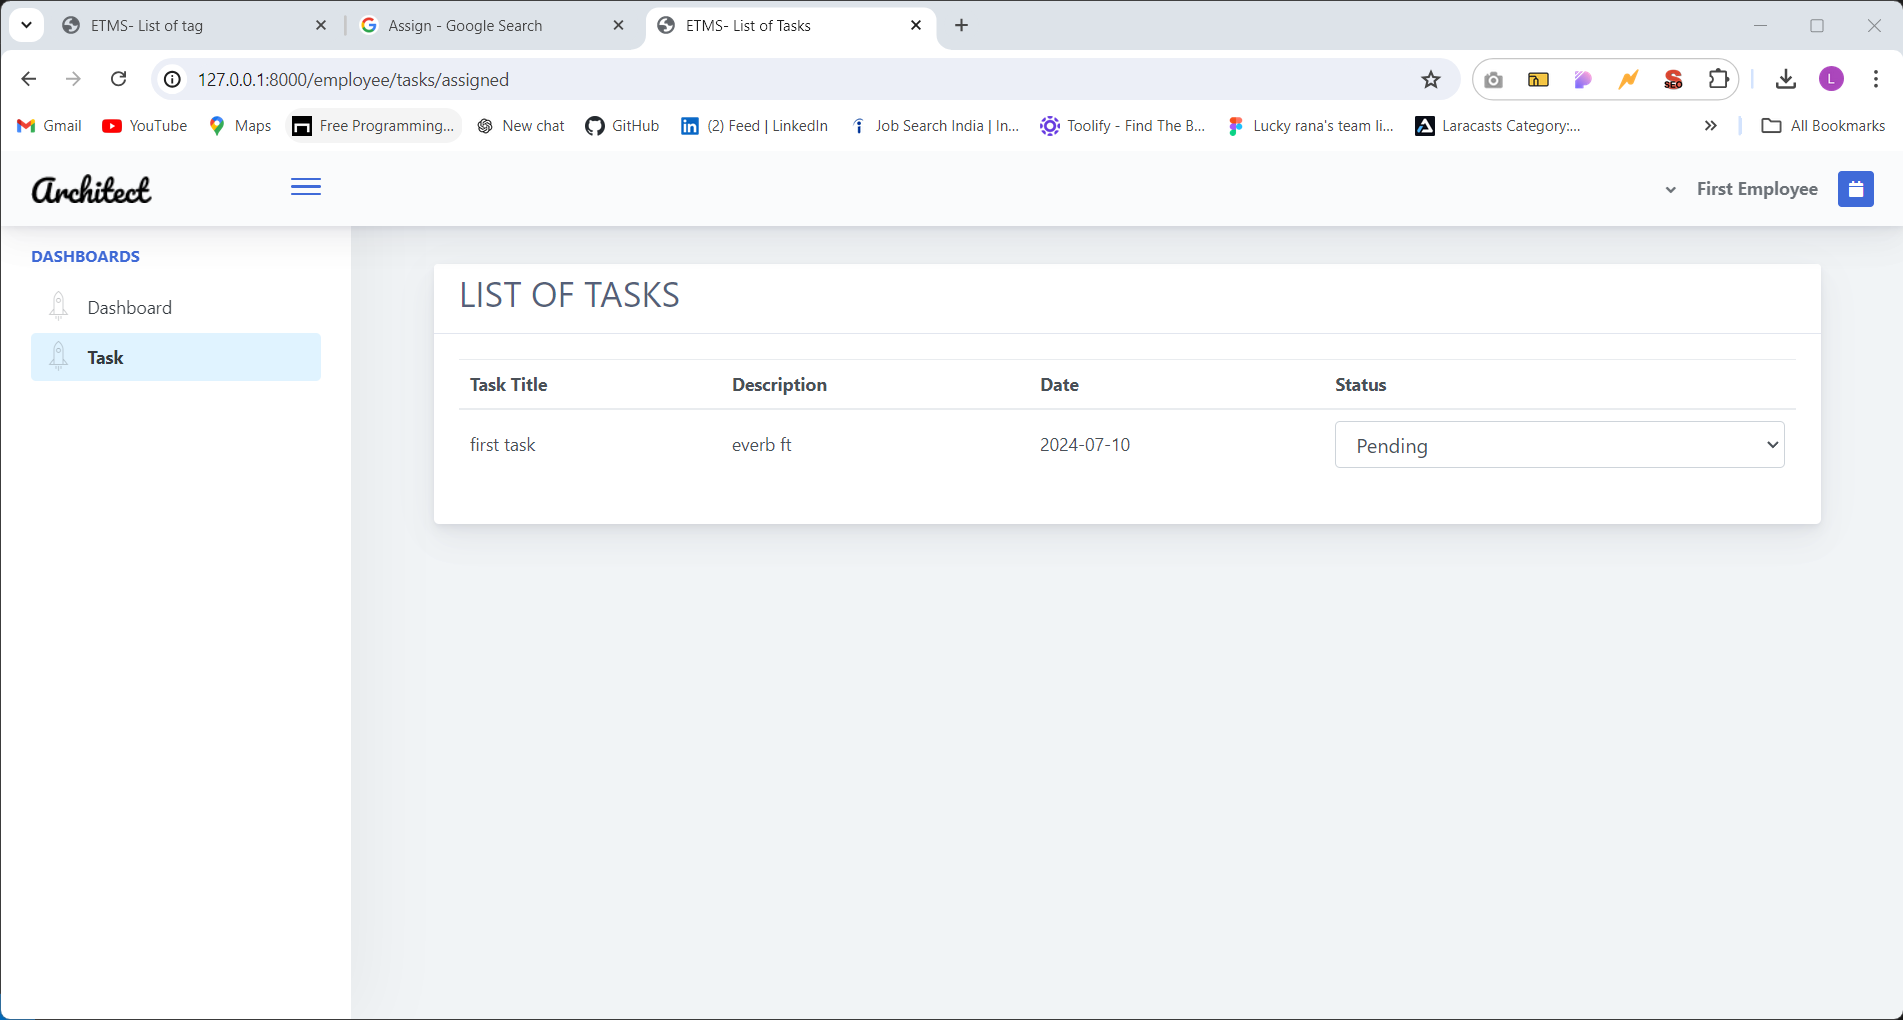 ETMS- List of tag
Assign - Google Search
ETMS- List of Tasks
127.0.0.1:8000/employee/tasks/assigned
SEO
L
Gmail
YouTube
Maps
Free Programming...
New chat
GitHub
(2) Feed | LinkedIn
Job Search India | In...
Toolify - Find The B...
Lucky rana's team li...
Laracasts Category:...
All Bookmarks
Architect
First Employee
DASHBOARDS
Dashboard
Task
LIST OF TASKS
Task Title Description Date Status
first task everb ft 2024-07-10 Pending